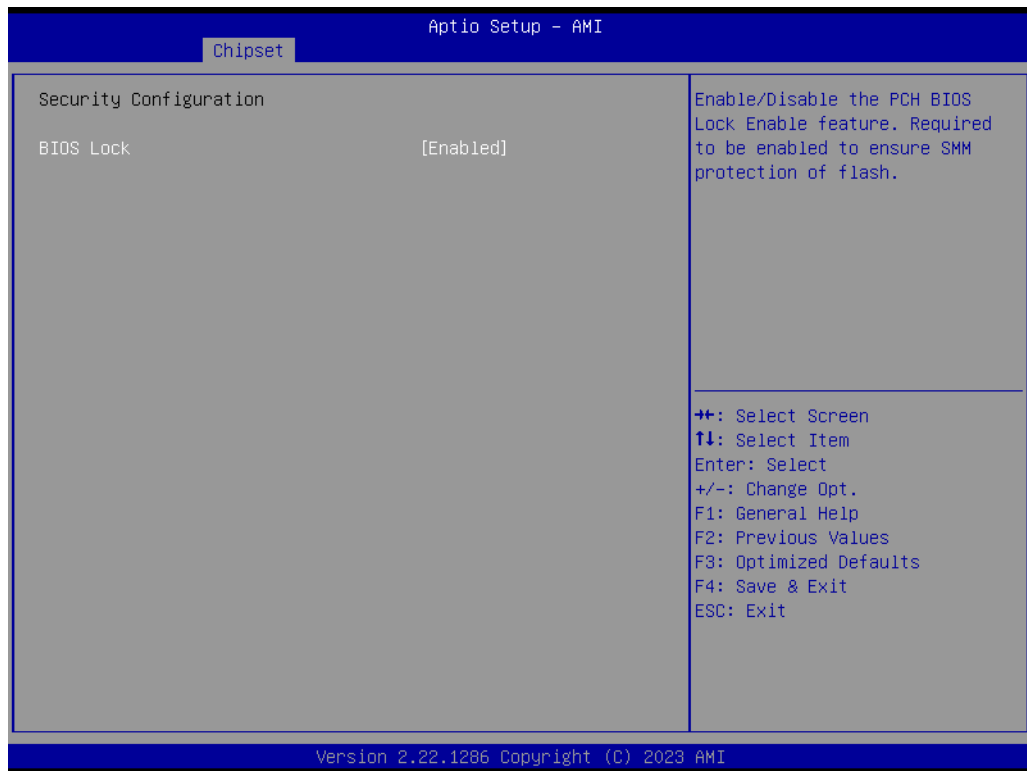 Aptio Setup – AMI
Chipset
Security Configuration
BIOS Lock [Enabled]
Enable/Disable the PCH BIOS
Lock Enable feature. Required
to be enabled to ensure SMM
protection of flash.
→←: Select Screen
↑↓: Select Item
Enter: Select
+/-: Change Opt.
F1: General Help
F2: Previous Values
F3: Optimized Defaults
F4: Save & Exit
ESC: Exit
Version 2.22.1286 Copyright (C) 2023 AMI